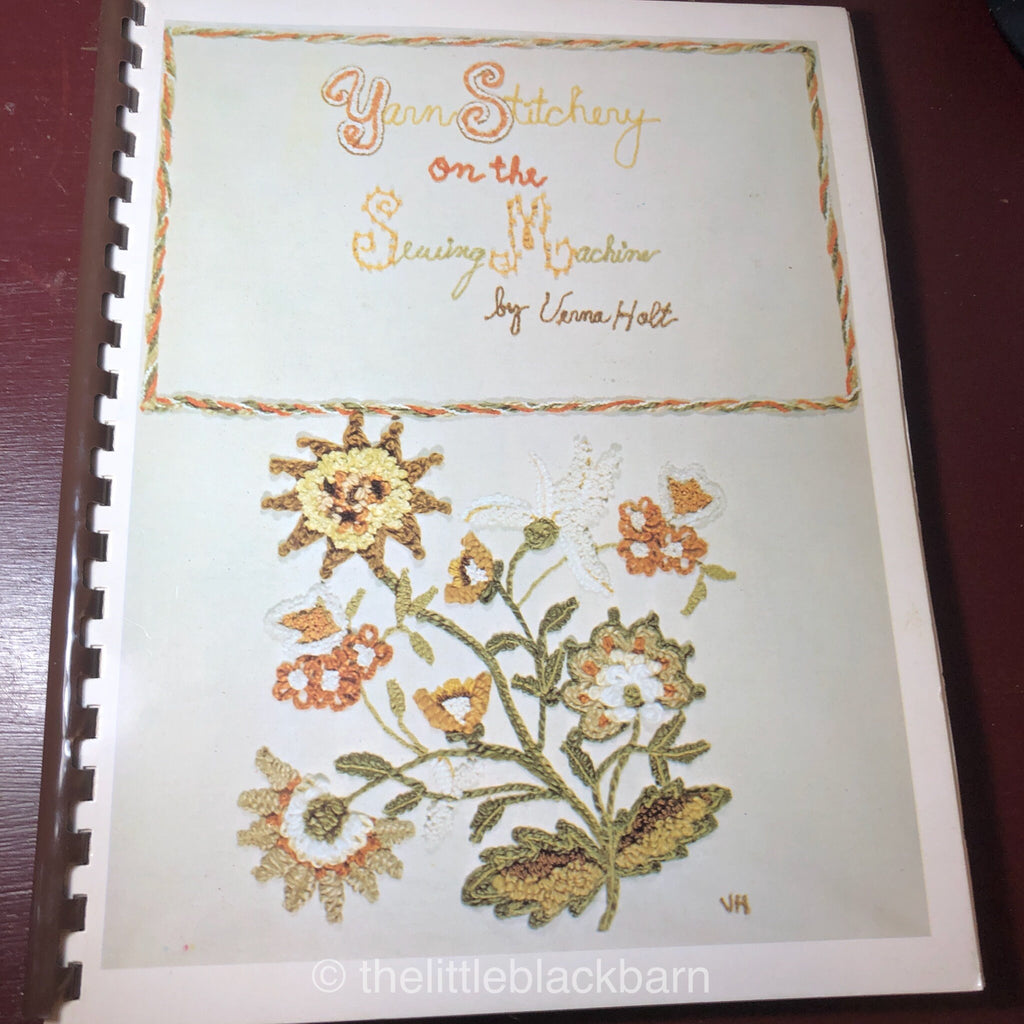 Yarn Stitchery
on the
Sewing Machine
by Verna Holt
VH
© thelittleblackbarn